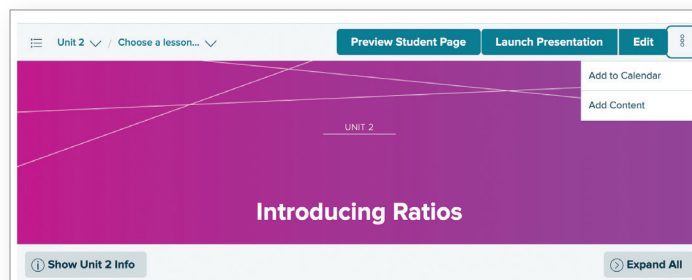 Unit 2 / Choose a lesson... Preview Student Page Launch Presentation Edit
Add to Calendar
Add Content
UNIT 2
Introducing Ratios
Show Unit 2 Info Expand All